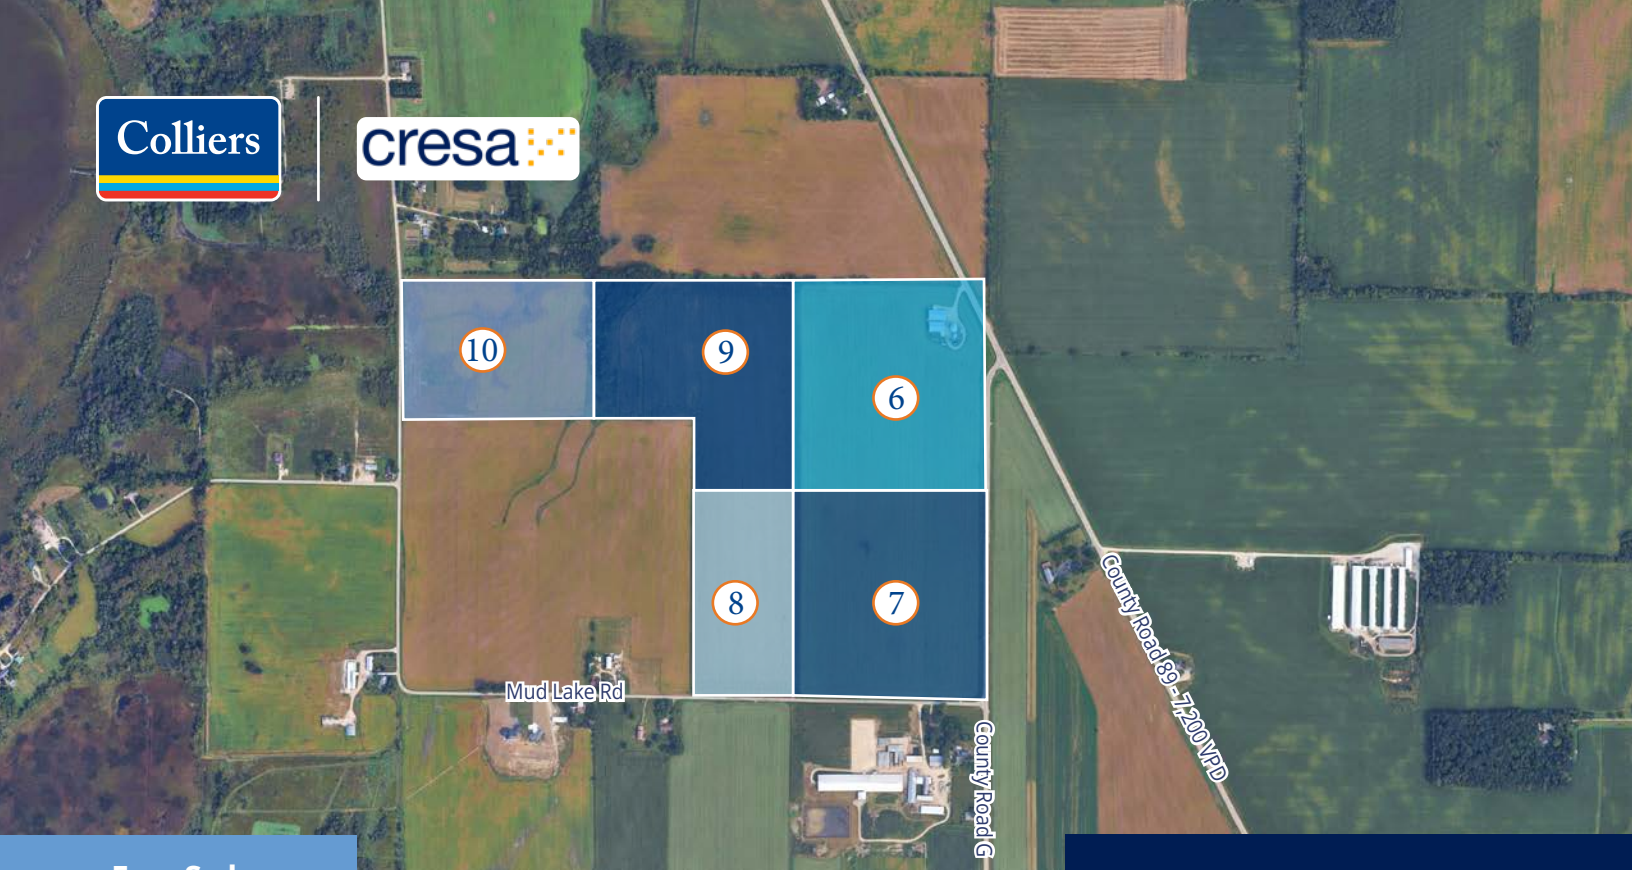 Colliers
cresa
10
9
6
8
7
Mud Lake Rd
County Road 89 - 7,200 VPD
County Road G